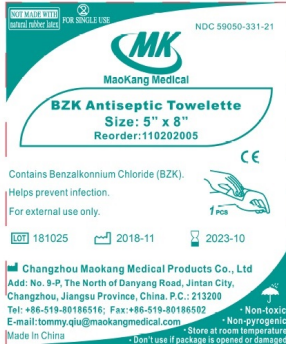 NOT MADE WITH
natural rubber latex
FOR SINGLE USE
NDC 59050-331-21
MK
MaoKang Medical
BZK Antiseptic Towelette
Size: 5" x 8"
Reorder:110202005
CE
Contains Benzalkonnium Chloride (BZK).
Helps prevent infection.
For external use only.
1 PCS
LOT 181025 2018-11 2023-10
Changzhou Maokang Medical Products Co., Ltd
Add: No. 9-P, The North of Danyang Road, Jintan City,
Changzhou, Jiangsu Province, China. P.C.: 213200
Tel: +86-519-80186516; Fax:+86-519-80186502
E-mail:tommy.qiu@maokangmedical.com
Made In China
· Non-toxic
· Non-pyrogenic
· Store at room temperature
· Don't use if package is opened or damaged